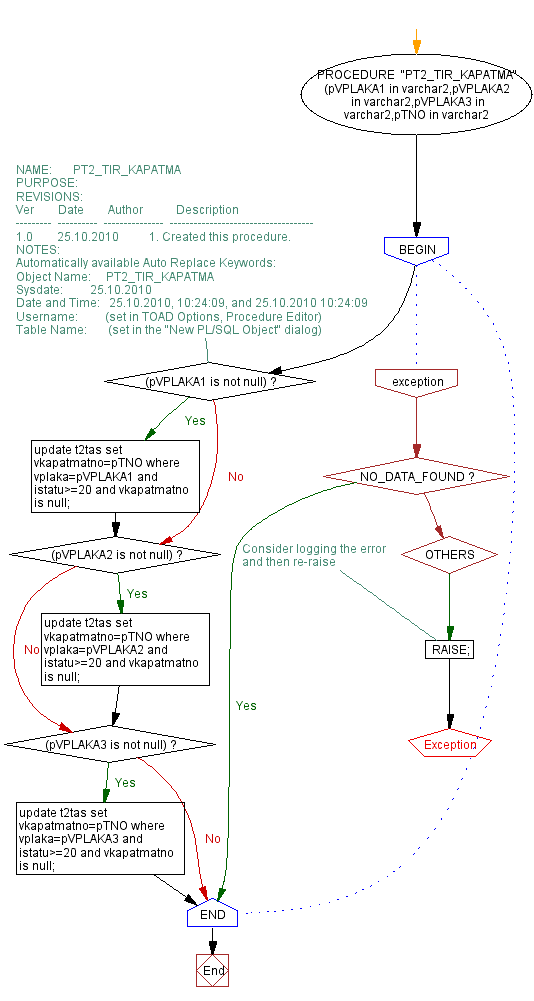 PROCEDURE "PT2_TIR_KAPATMA"
(pVPLAKA1 in varchar2,pVPLAKA2
in varchar2,pVPLAKA3 in
varchar2,pTNO in varchar2
NAME: PT2_TIR_KAPATMA
PURPOSE:
REVISIONS:
Ver Date Author Description
--------- ---------- --------------- ------------------------------------
1.0 25.10.2010 1. Created this procedure.
NOTES:
Automatically available Auto Replace Keywords:
Object Name: PT2_TIR_KAPATMA
Sysdate: 25.10.2010
Date and Time: 25.10.2010, 10:24:09, and 25.10.2010 10:24:09
Username: (set in TOAD Options, Procedure Editor)
Table Name: (set in the "New PL/SQL Object" dialog)
BEGIN
(pVPLAKA1 is not null) ?
exception
Yes
update t2tas set
vkapatmatno=pTNO where
vplaka=pVPLAKA1 and
istatu>=20 and vkapatmatno
is null;
No
NO_DATA_FOUND ?
(pVPLAKA2 is not null) ?
Consider logging the error
and then re-raise
OTHERS
Yes
update t2tas set
vkapatmatno=pTNO where
vplaka=pVPLAKA2 and
istatu>=20 and vkapatmatno
is null;
No
RAISE;
Yes
(pVPLAKA3 is not null) ?
Exception
Yes
update t2tas set
vkapatmatno=pTNO where
vplaka=pVPLAKA3 and
istatu>=20 and vkapatmatno
is null;
No
END
End